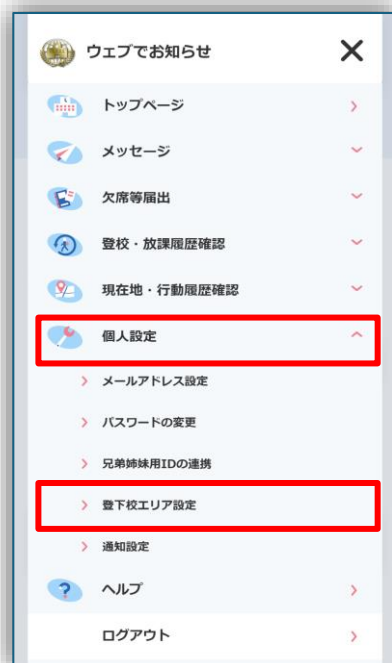 ウェブでお知らせ
トップページ
メッセージ
欠席等届出
登校・放課履歴確認
現在地・行動履歴確認
個人設定
メールアドレス設定
パスワードの変更
兄弟姉妹用IDの連携
登下校エリア設定
通知設定
ヘルプ
ログアウト